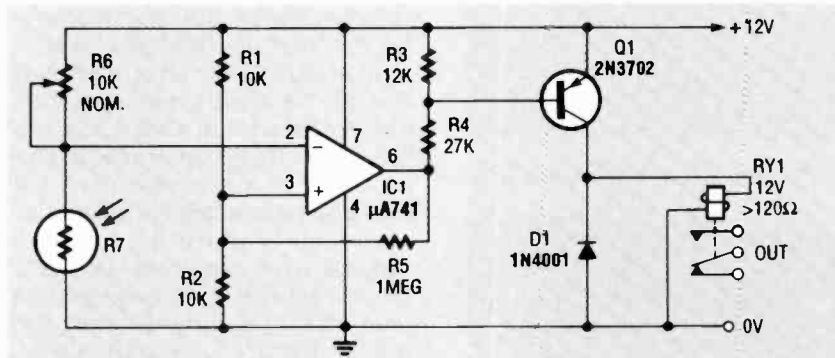 R6
10K
NOM.
R1
10K
R3
12K
Q1
2N3702
+12V
R4
27K
2
7
3
6
4
IC1
μA741
R7
R2
10K
R5
1MEG
D1
1N4001
RY1
12V
>120Ω
OUT
0V